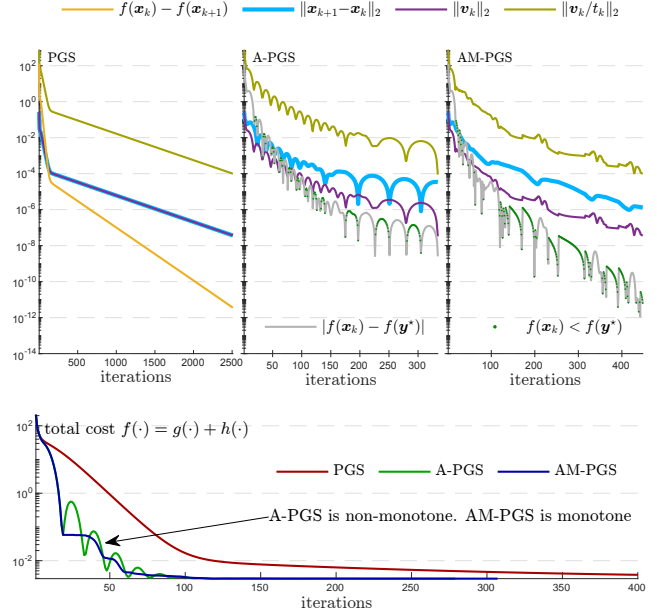 f(x_k) − f(x_{k+1}) ‖x_{k+1}−x_k‖_2 ‖v_k‖_2 ‖v_k/t_k‖_2
PGS A-PGS AM-PGS
10^2
10^0
10^-2
10^-4
10^-6
10^-8
10^-10
10^-12
10^-14
|f(x_k) − f(y*)| f(x_k) < f(y*)
500 1000 1500 2000 2500
50 100 150 200 250 300
100 200 300 400
iterations iterations iterations
total cost f(·) = g(·) + h(·)
10^2
PGS A-PGS AM-PGS
10^0
A-PGS is non-monotone. AM-PGS is monotone
10^-2
50 100 150 200 250 300 350 400
iterations